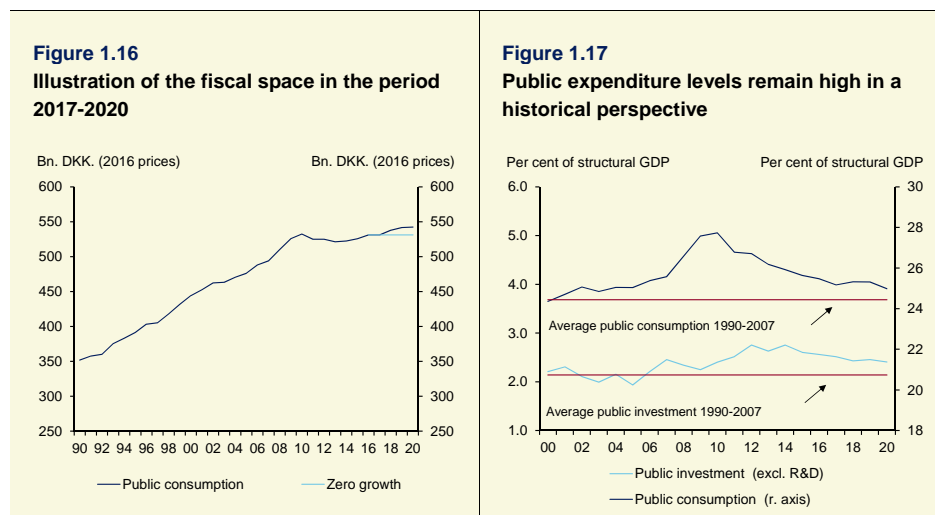 Figure 1.16
Illustration of the fiscal space in the period
2017-2020
Bn. DKK. (2016 prices) Bn. DKK. (2016 prices)
600 600
550 550
500 500
450 450
400 400
350 350
300 300
250 250
90 92 94 96 98 00 02 04 06 08 10 12 14 16 18 20
Public consumption Zero growth
Figure 1.17
Public expenditure levels remain high in a
historical perspective
Per cent of structural GDP Per cent of structural GDP
6.0 30
28
5.0
26
4.0
24
Average public consumption 1990-2007
3.0
22
2.0
20
Average public investment 1990-2007
1.0 18
00 02 04 06 08 10 12 14 16 18 20
Public investment (excl. R&D)
Public consumption (r. axis)